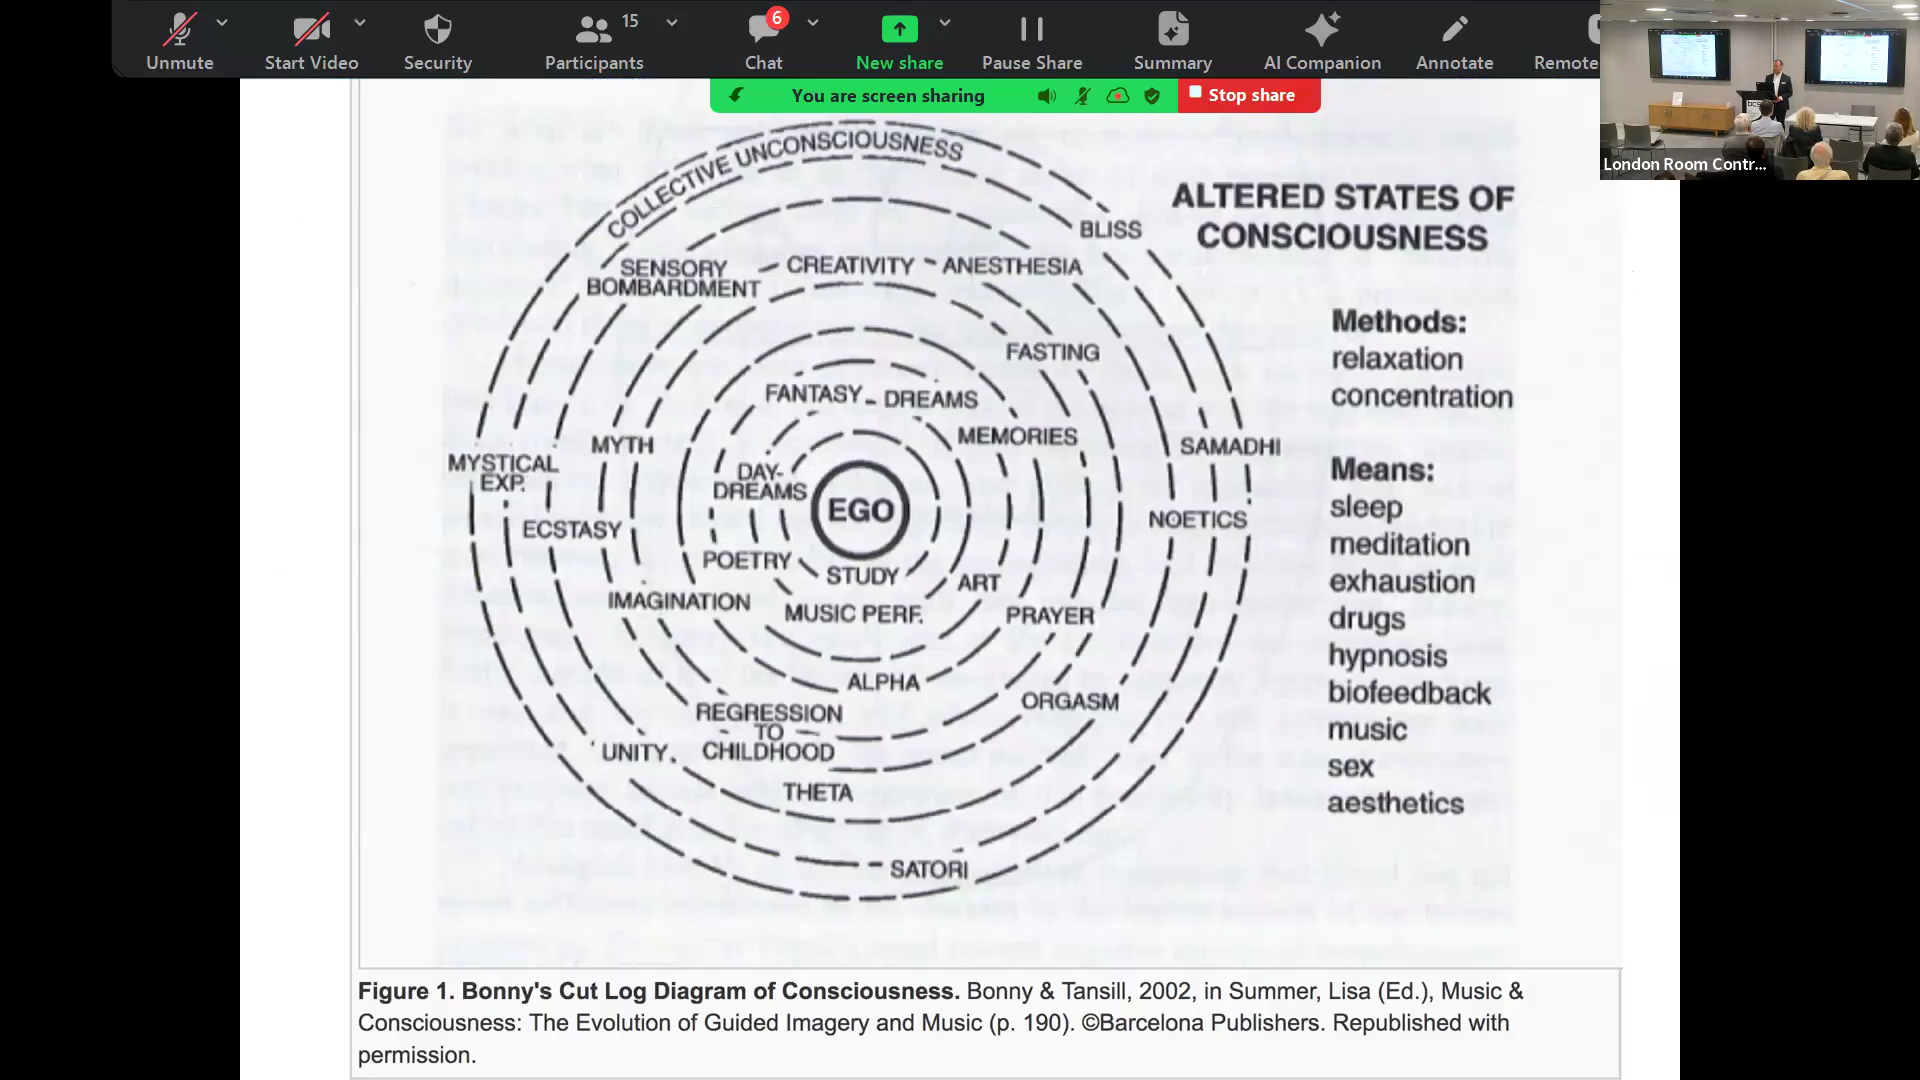 Unmute
Start Video
Security
Participants
15
Chat
6
New share
Pause Share
Summary
AI Companion
Annotate
Remote
You are screen sharing
Stop share
London Room Contr...
COLLECTIVE UNCONSCIOUSNESS
ALTERED STATES OF
CONSCIOUSNESS
BLISS
SENSORY
BOMBARDMENT
CREATIVITY
ANESTHESIA
FASTING
FANTASY
DREAMS
MEMORIES
MYTH
SAMADHI
MYSTICAL
EXP.
DAY-
DREAMS
EGO
NOETICS
ECSTASY
POETRY
STUDY
ART
IMAGINATION
MUSIC PERF.
PRAYER
ALPHA
ORGASM
REGRESSION
TO
CHILDHOOD
UNITY
THETA
SATORI
Methods:
relaxation
concentration
Means:
sleep
meditation
exhaustion
drugs
hypnosis
biofeedback
music
sex
aesthetics
Figure 1. Bonny's Cut Log Diagram of Consciousness. Bonny & Tansill, 2002, in Summer, Lisa (Ed.), Music &
Consciousness: The Evolution of Guided Imagery and Music (p. 190). ©Barcelona Publishers. Republished with
permission.